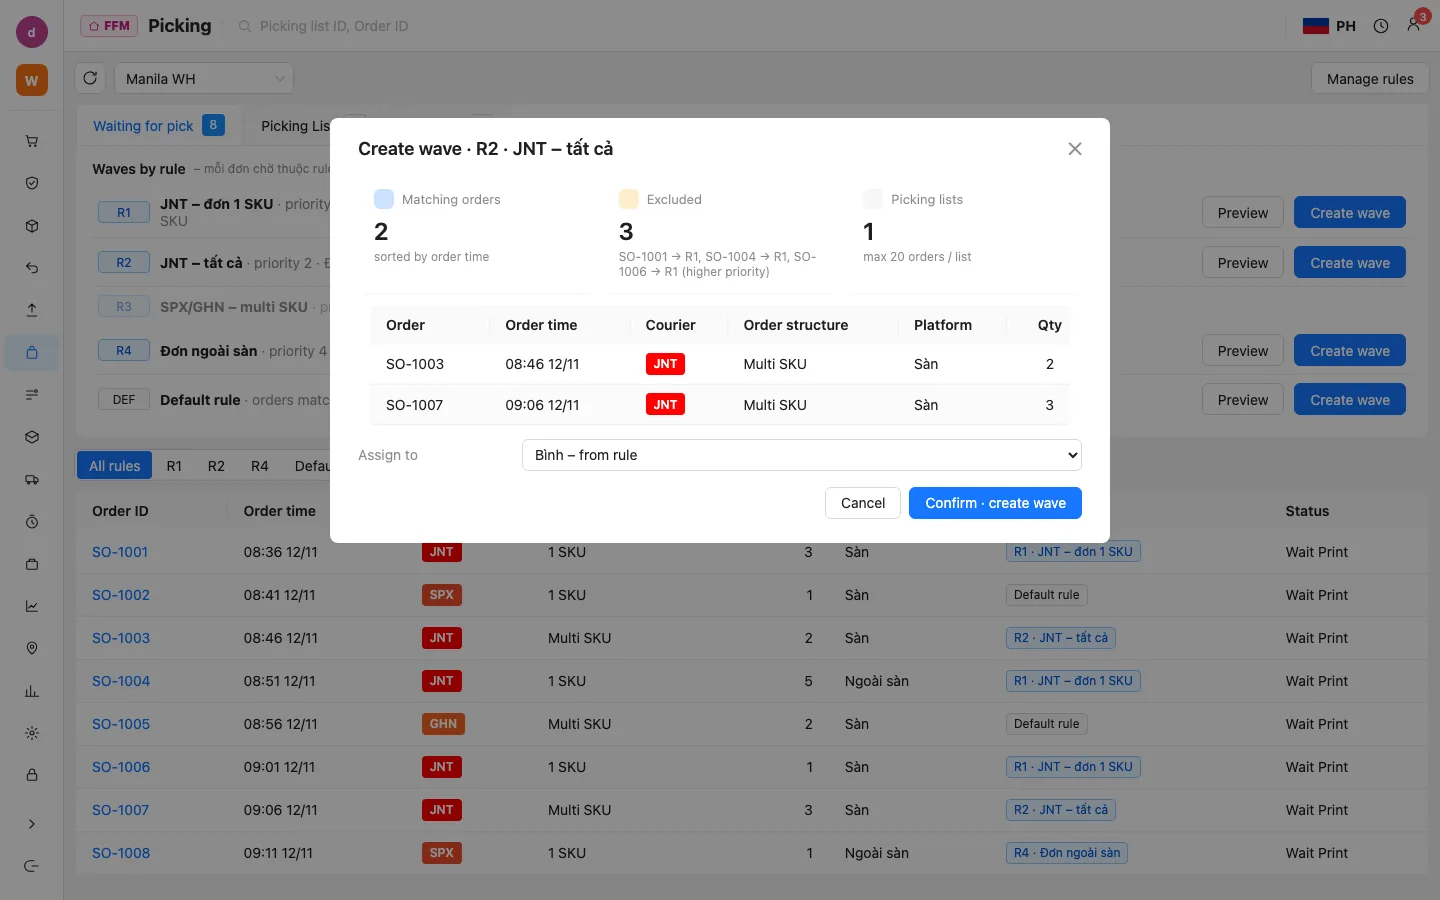 d
FFM
Picking
Picking list ID, Order ID
PH
3
W
Manila WH
Manage rules
Waiting for pick 8
Picking Lis
Waves by rule – mỗi đơn chờ thuộc rule
R1
JNT – đơn 1 SKU · priority
SKU
Preview
Create wave
R2
JNT – tất cả · priority 2 ·
Preview
Create wave
R3
SPX/GHN – multi SKU ·
R4
Đơn ngoài sàn · priority 4
Preview
Create wave
DEF
Default rule · orders matc
Preview
Create wave
Create wave · R2 · JNT – tất cả
Matching orders
2
sorted by order time
Excluded
3
SO-1001 → R1, SO-1004 → R1, SO-
1006 → R1 (higher priority)
Picking lists
1
max 20 orders / list
Order Order time Courier Order structure Platform Qty
SO-1003 08:46 12/11 JNT Multi SKU Sàn 2
SO-1007 09:06 12/11 JNT Multi SKU Sàn 3
Assign to
Bình – from rule
Cancel
Confirm · create wave
All rules R1 R2 R4 Defau
Order ID Order time Status
SO-1001 08:36 12/11 JNT 1 SKU 3 Sàn R1 · JNT – đơn 1 SKU Wait Print
SO-1002 08:41 12/11 SPX 1 SKU 1 Sàn Default rule Wait Print
SO-1003 08:46 12/11 JNT Multi SKU 2 Sàn R2 · JNT – tất cả Wait Print
SO-1004 08:51 12/11 JNT 1 SKU 5 Ngoài sàn R1 · JNT – đơn 1 SKU Wait Print
SO-1005 08:56 12/11 GHN Multi SKU 2 Sàn Default rule Wait Print
SO-1006 09:01 12/11 JNT 1 SKU 1 Sàn R1 · JNT – đơn 1 SKU Wait Print
SO-1007 09:06 12/11 JNT Multi SKU 3 Sàn R2 · JNT – tất cả Wait Print
SO-1008 09:11 12/11 SPX 1 SKU 1 Ngoài sàn R4 · Đơn ngoài sàn Wait Print